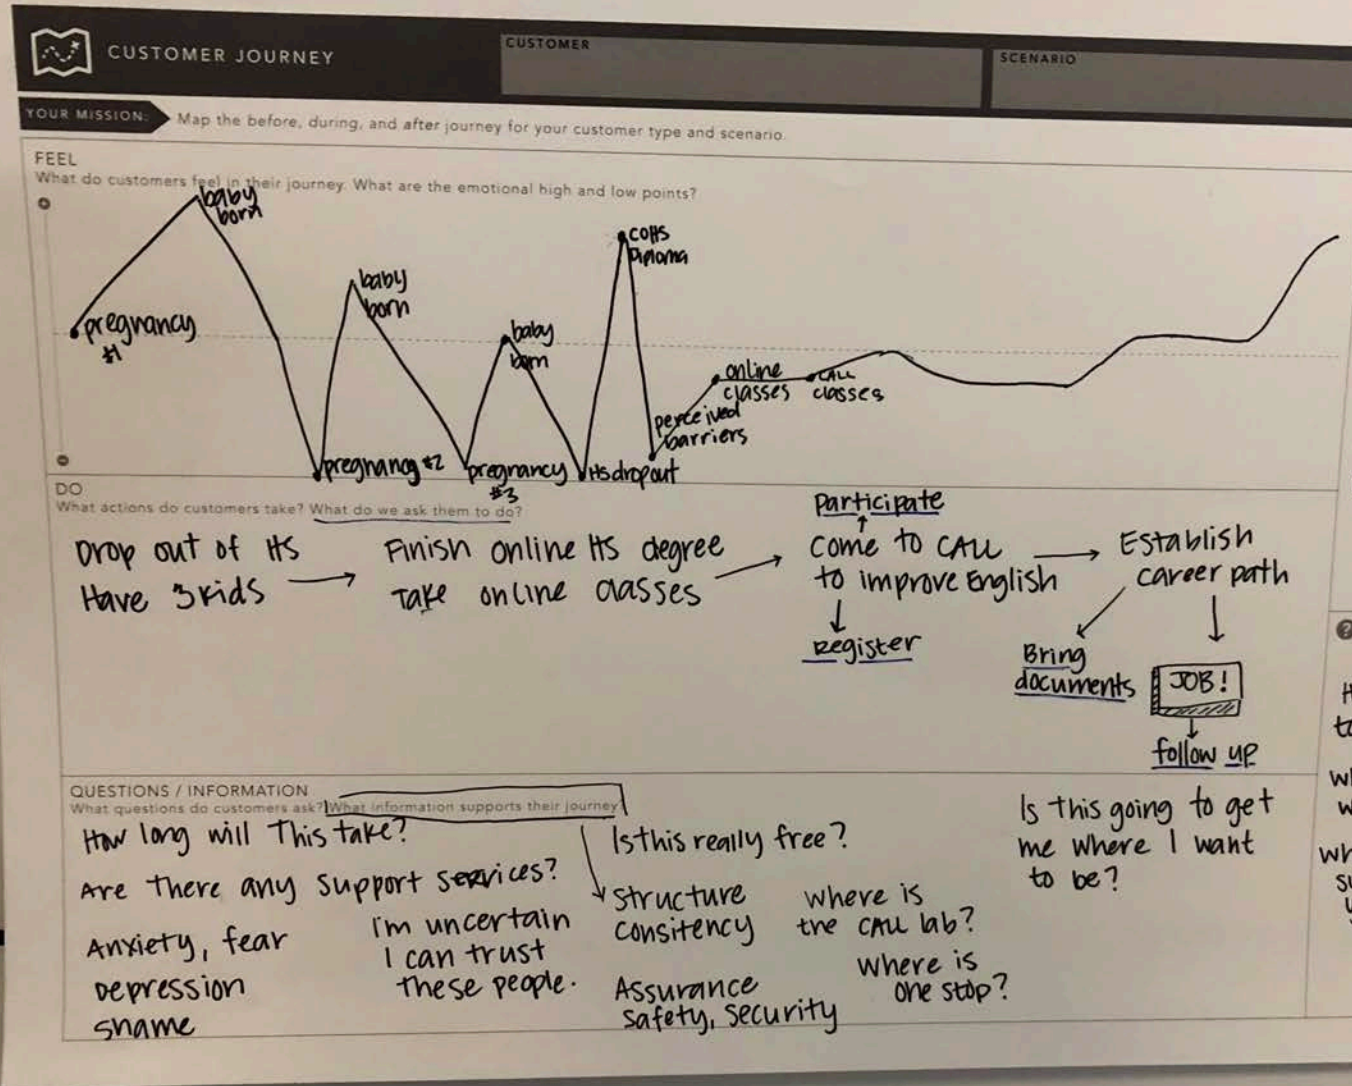 CUSTOMER JOURNEY
CUSTOMER
SCENARIO
YOUR MISSION:
Map the before, during, and after journey for your customer type and scenario.
FEEL
What do customers feel in their journey. What are the emotional high and low points?
baby
born
pregnancy
#1
baby
born
pregnancy #2
baby
born
pregnancy
#3
HS dropout
COHS
Diploma
perceived
barriers
online
classes
CALL
classes
DO
What actions do customers take? What do we ask them to do?
Drop out of HS
Have 3 kids
Finish online HS degree
Take online classes
Participate
come to CALL
to improve English
Register
Establish
career path
Bring
documents
JOB!
follow up
QUESTIONS / INFORMATION
What questions do customers ask? What information supports their journey
How long will This take?
Are there any support services?
Anxiety, fear
Depression
shame
I'm uncertain
I can trust
these people.
Is this really free?
structure
consitency
Assurance
safety, security
where is
the CALL lab?
where is
one stop?
Is this going to get
me where I want
to be?